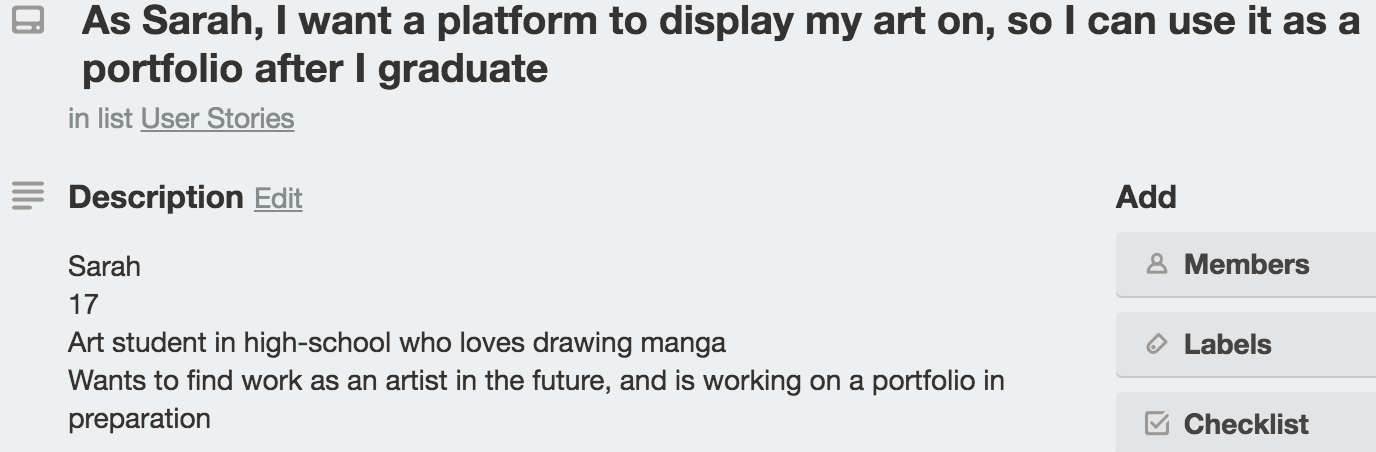 As Sarah, I want a platform to display my art on, so I can use it as a
portfolio after I graduate
in list User Stories
Description Edit
Sarah
17
Art student in high-school who loves drawing manga
Wants to find work as an artist in the future, and is working on a portfolio in
preparation
Add
Members
Labels
Checklist